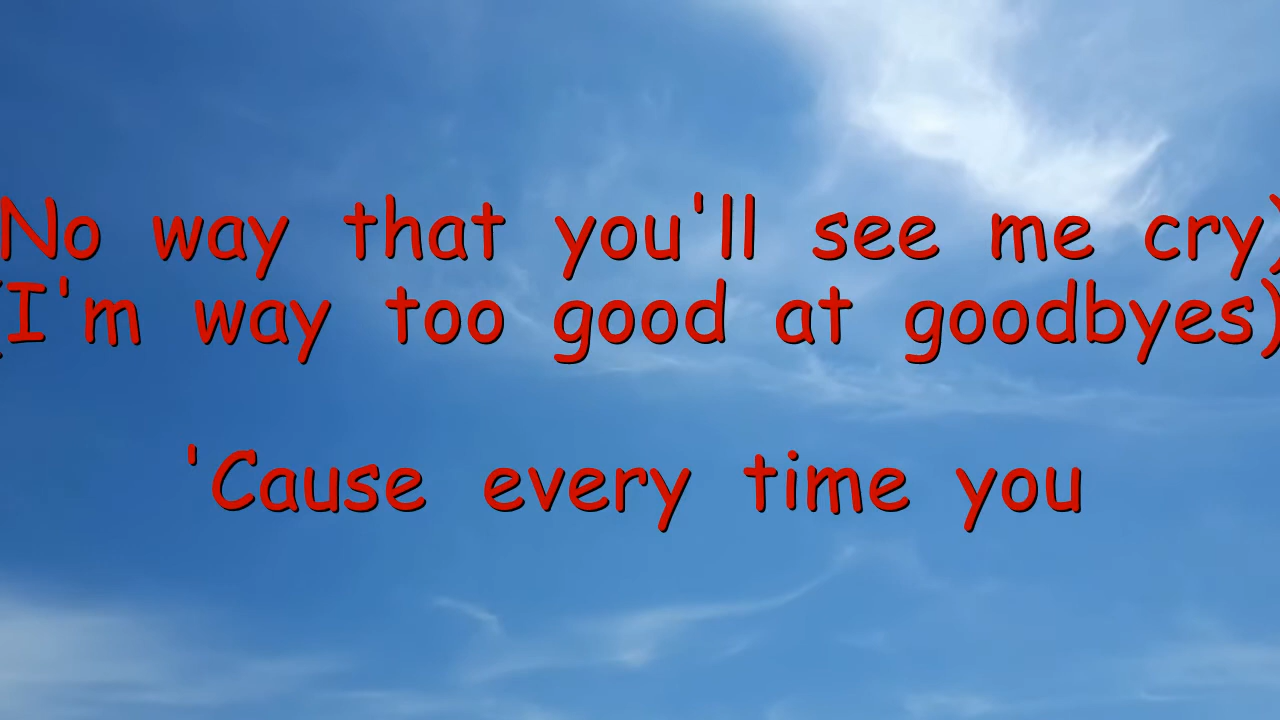 No way that you'll see me cry)
(I'm way too good at goodbyes)
'Cause every time you